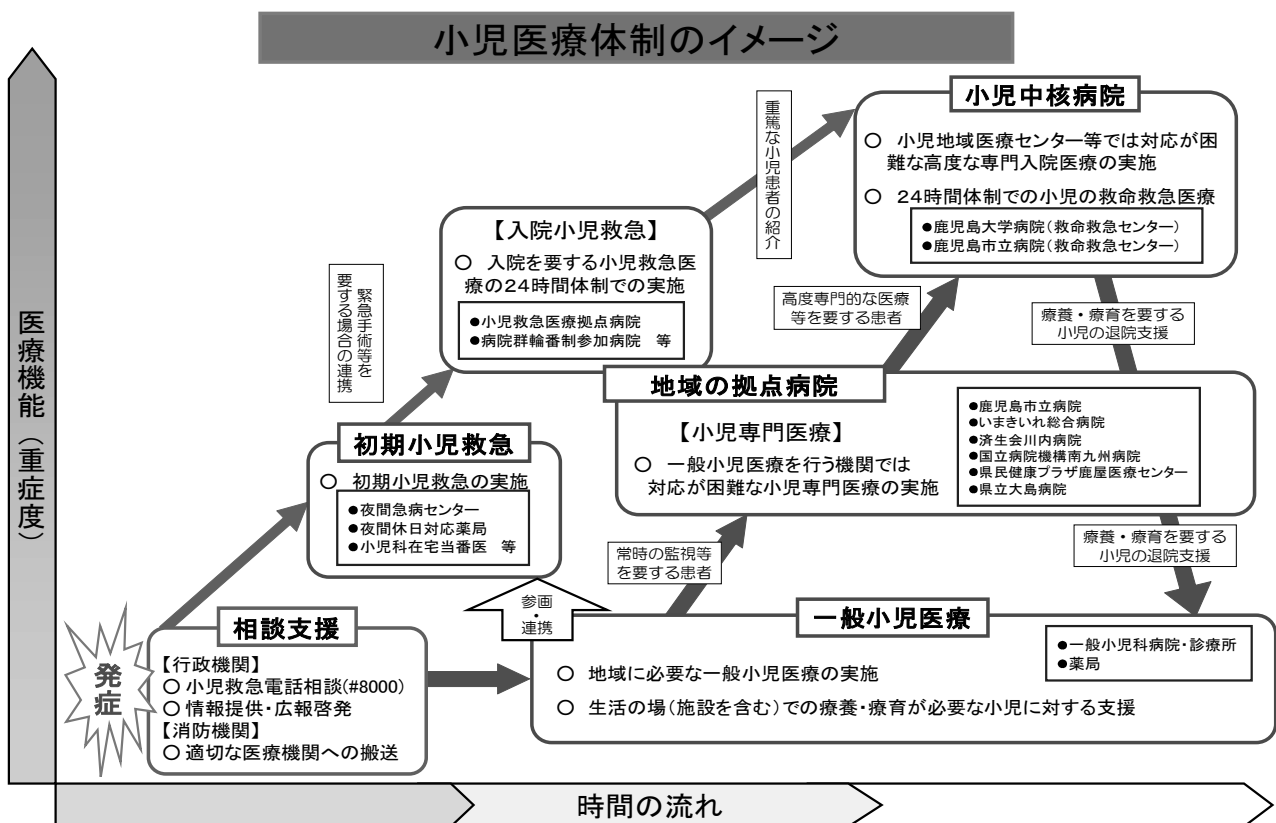 小児医療体制のイメージ
医療機能（重症度）
小児中核病院
○ 小児地域医療センター等では対応が困
難な高度な専門入院医療の実施
○ 24時間体制での小児の救命救急医療
●鹿児島大学病院(救命救急センター)
●鹿児島市立病院(救命救急センター)
重篤な小児患者の紹介
【入院小児救急】
○ 入院を要する小児救急医
療の24時間体制での実施
●小児救急医療拠点病院
●病院群輪番制参加病院 等
緊急手術等を
要する場合の連携
高度専門的な医療
等を要する患者
療養・療育を要する
小児の退院支援
地域の拠点病院
【小児専門医療】
○ 一般小児医療を行う機関では
対応が困難な小児専門医療の実施
●鹿児島市立病院
●いまきいれ総合病院
●済生会川内病院
●国立病院機構南九州病院
●県民健康プラザ鹿屋医療センター
●県立大島病院
初期小児救急
○ 初期小児救急の実施
●夜間急病センター
●夜間休日対応薬局
●小児科在宅当番医 等
常時の監視等
を要する患者
療養・療育を要する
小児の退院支援
参画
・
連携
発症
相談支援
【行政機関】
○ 小児救急電話相談(#8000)
○ 情報提供・広報啓発
【消防機関】
○ 適切な医療機関への搬送
一般小児医療
●一般小児科病院・診療所
●薬局
○ 地域に必要な一般小児医療の実施
○ 生活の場(施設を含む)での療養・療育が必要な小児に対する支援
時間の流れ